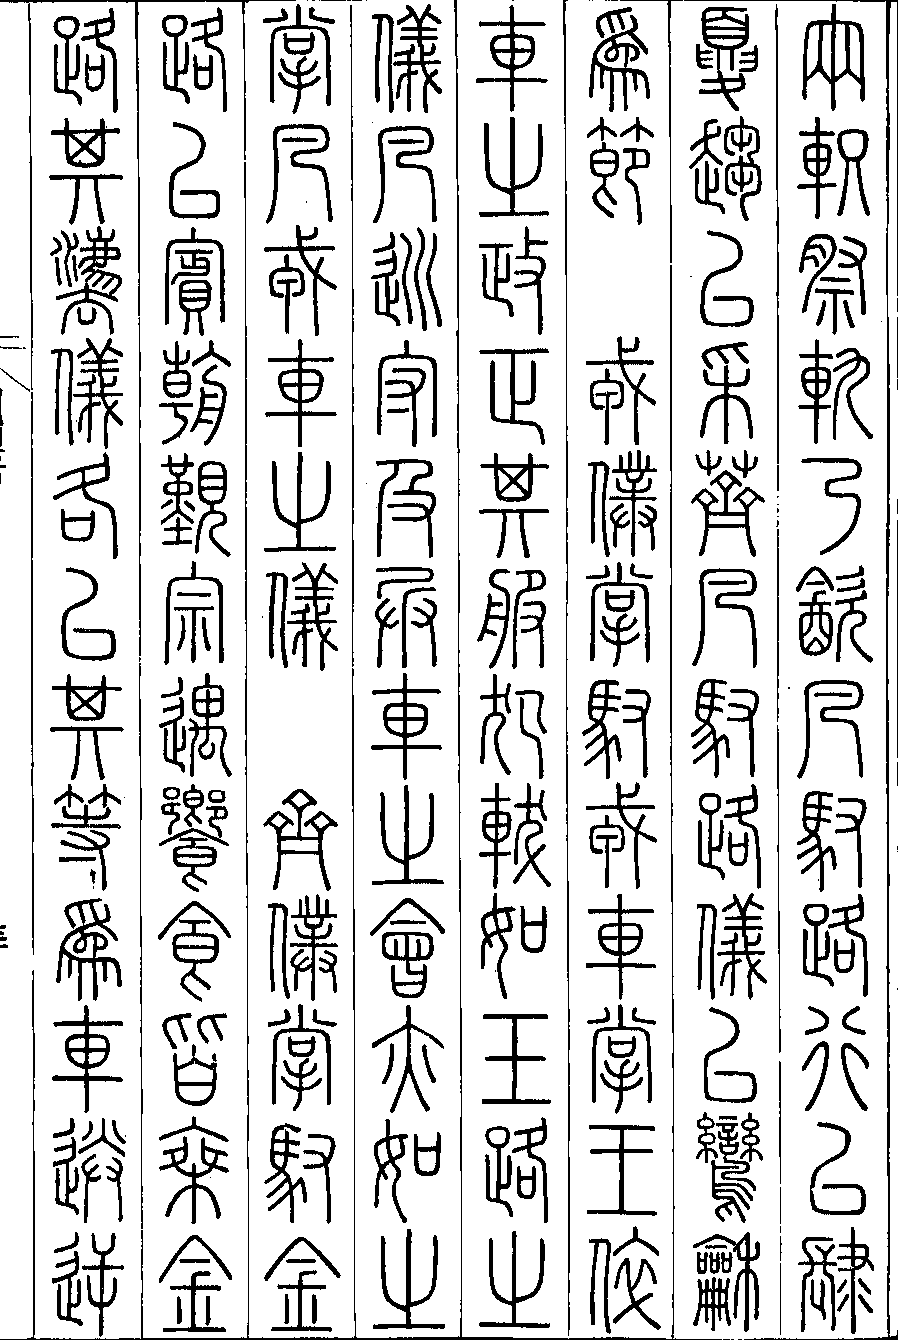 兩軹祭軓乃飲凡馭路行以肆
夏趨以采薺凡馭路儀以鸞龢
為節　戎僕掌馭戎車掌王倅
車之政正其服犯軷如玉路之
儀凡巡守及兵車之會亦如之
掌凡戎車之儀　齊僕掌馭金
路以賓朝覲宗遇饗食皆乘金
路其灋儀各以其等為車送逆